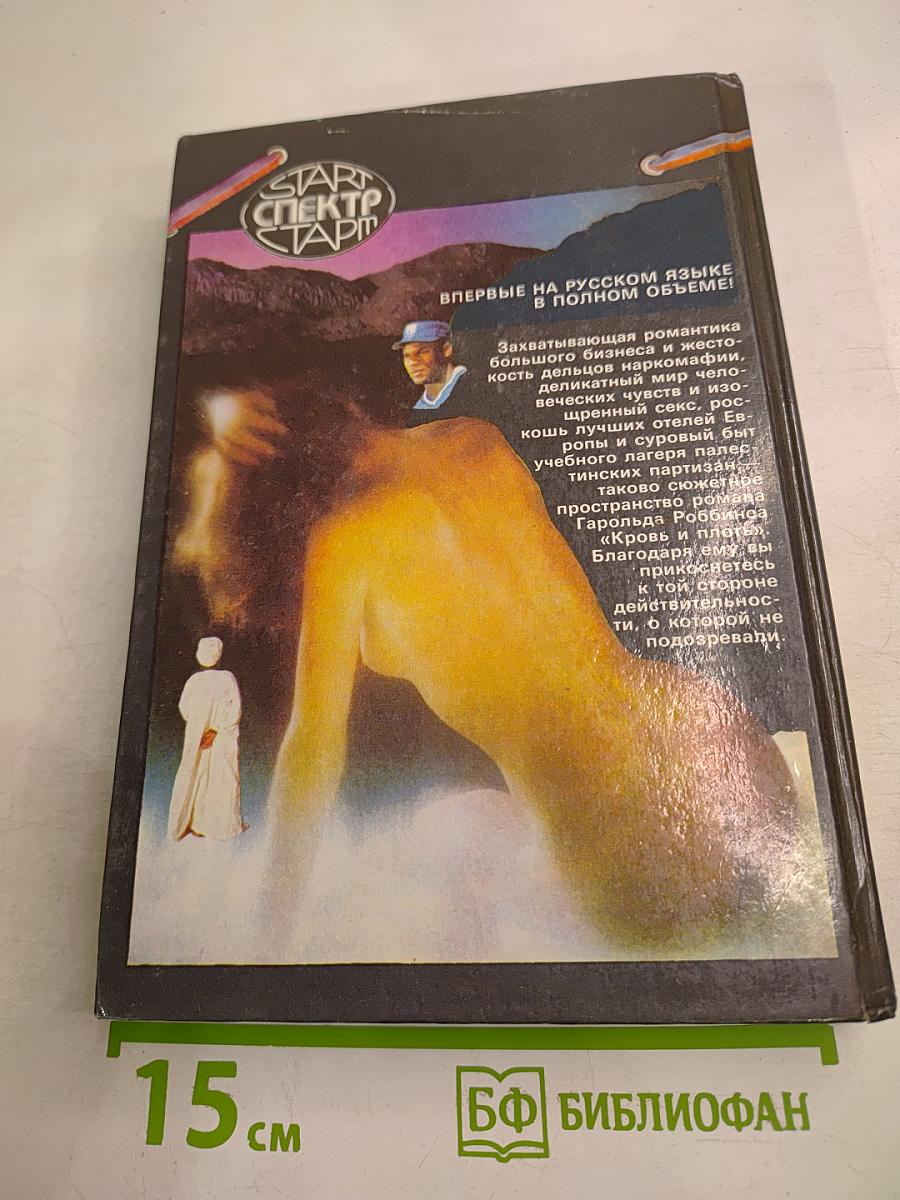 START
СПЕКТР
СТАРТ
ВПЕРВЫЕ НА РУССКОМ ЯЗЫКЕ
В ПОЛНОМ ОБЪЕМЕ!
Захватывающая романтика
большого бизнеса и жесто-
кость дельцов наркомафии,
деликатный мир чело-
веческих чувств и изо-
щренный секс, рос-
кошь лучших отелей Ев-
ропы и суровый быт
учебного лагеря палес-
тинских партизан —
таково сюжетное
пространство романа
Гарольда Роббинса
«Кровь и плоть».
Благодаря ему вы
прикоснетесь
к той стороне
действительнос-
ти, о которой не
подозревали.
15 см
БФ БИБЛИОФАН